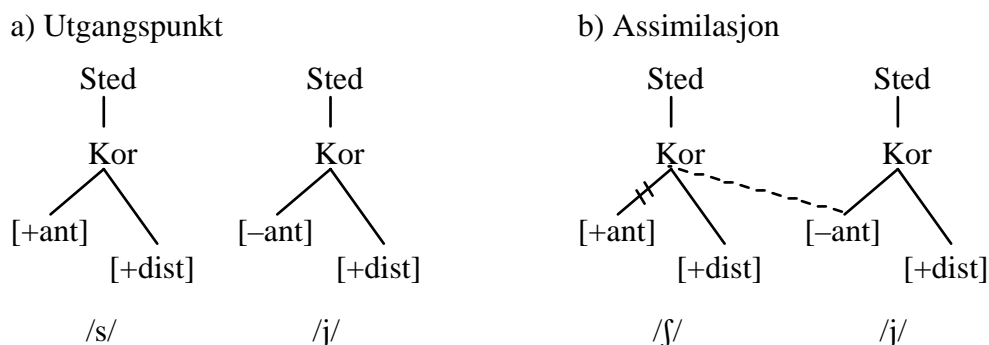 a) Utgangspunkt b) Assimilasjon
Sted Sted Sted Sted
Kor Kor Kor Kor
[+ant] [–ant] [+ant] [–ant]
[+dist] [+dist] [+dist] [+dist]
/s/ /j/ /ʃ/ /j/